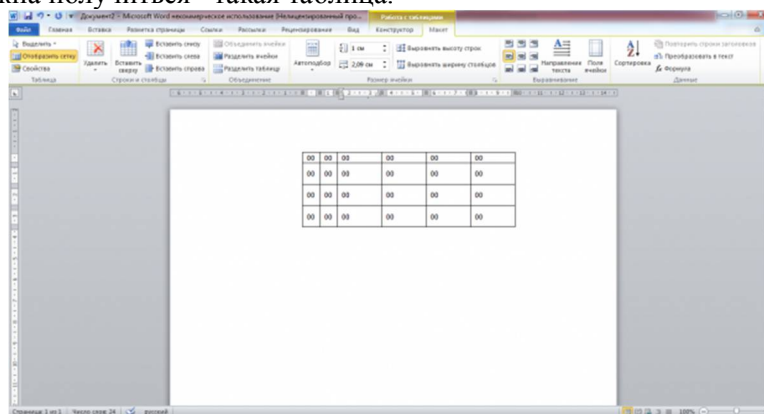 жна получиться такая таблица.
Документ2 - Microsoft Word некоммерческое использование (Нелицензированный про...
Работа с таблицами
Файл Главная Вставка Разметка страницы Ссылки Рассылки Рецензирование Вид Конструктор Макет
Выделить
Отобразить сетку
Свойства
Таблица
Удалить
Вставить сверху
Вставить снизу
Вставить слева
Вставить справа
Строки и столбцы
Объединить ячейки
Разделить ячейки
Разделить таблицу
Объединение
Автоподбор
1 см
2,09 см
Выровнять высоту строк
Выровнять ширину столбцов
Размер ячейки
Направление текста
Поля ячейки
Выравнивание
Сортировка
Повторить строки заголовков
Преобразовать в текст
Формула
Данные
00 00 00 00 00 00
00 00 00 00 00 00
00 00 00 00 00 00
00 00 00 00 00 00
Страница: 1 из 1 Число слов: 24 русский
100%